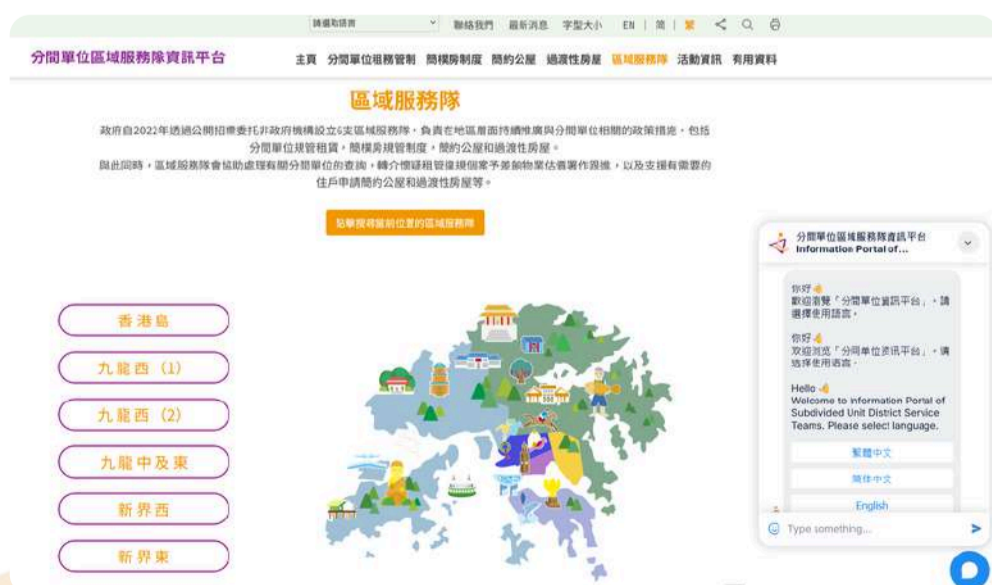 請選取語言
聯絡我們 最新消息 字型大小 EN | 简 | 繁
分間單位區域服務隊資訊平台
主頁 分間單位租務管制 簡樸房制度 簡約公屋 過渡性房屋 區域服務隊 活動資訊 有用資料
區域服務隊
政府自2022年透過公開招標委托非政府機構設立6支區域服務隊，負責在地區層面持續推廣與分間單位相關的政策措施，包括
分間單位規管租賃，簡樸房規管制度，簡約公屋和過渡性房屋。
與此同時，區域服務隊會協助處理有關分間單位的查詢，轉介懷疑租管違規個案予差餉物業估價署作跟進，以及支援有需要的
住戶申請簡約公屋和過渡性房屋等。
點擊搜尋當前位置的區域服務隊
香港島
九龍西（1）
九龍西（2）
九龍中及東
新界西
新界東
分間單位區域服務隊資訊平台
Information Portal of...
你好
歡迎瀏覽「分間單位資訊平台」，請
選擇使用語言。
你好
欢迎浏览「分间单位资讯平台」，请
选择使用语言。
Hello
Welcome to Information Portal of
Subdivided Unit District Service
Teams. Please select language.
繁體中文
简体中文
English
Type something...